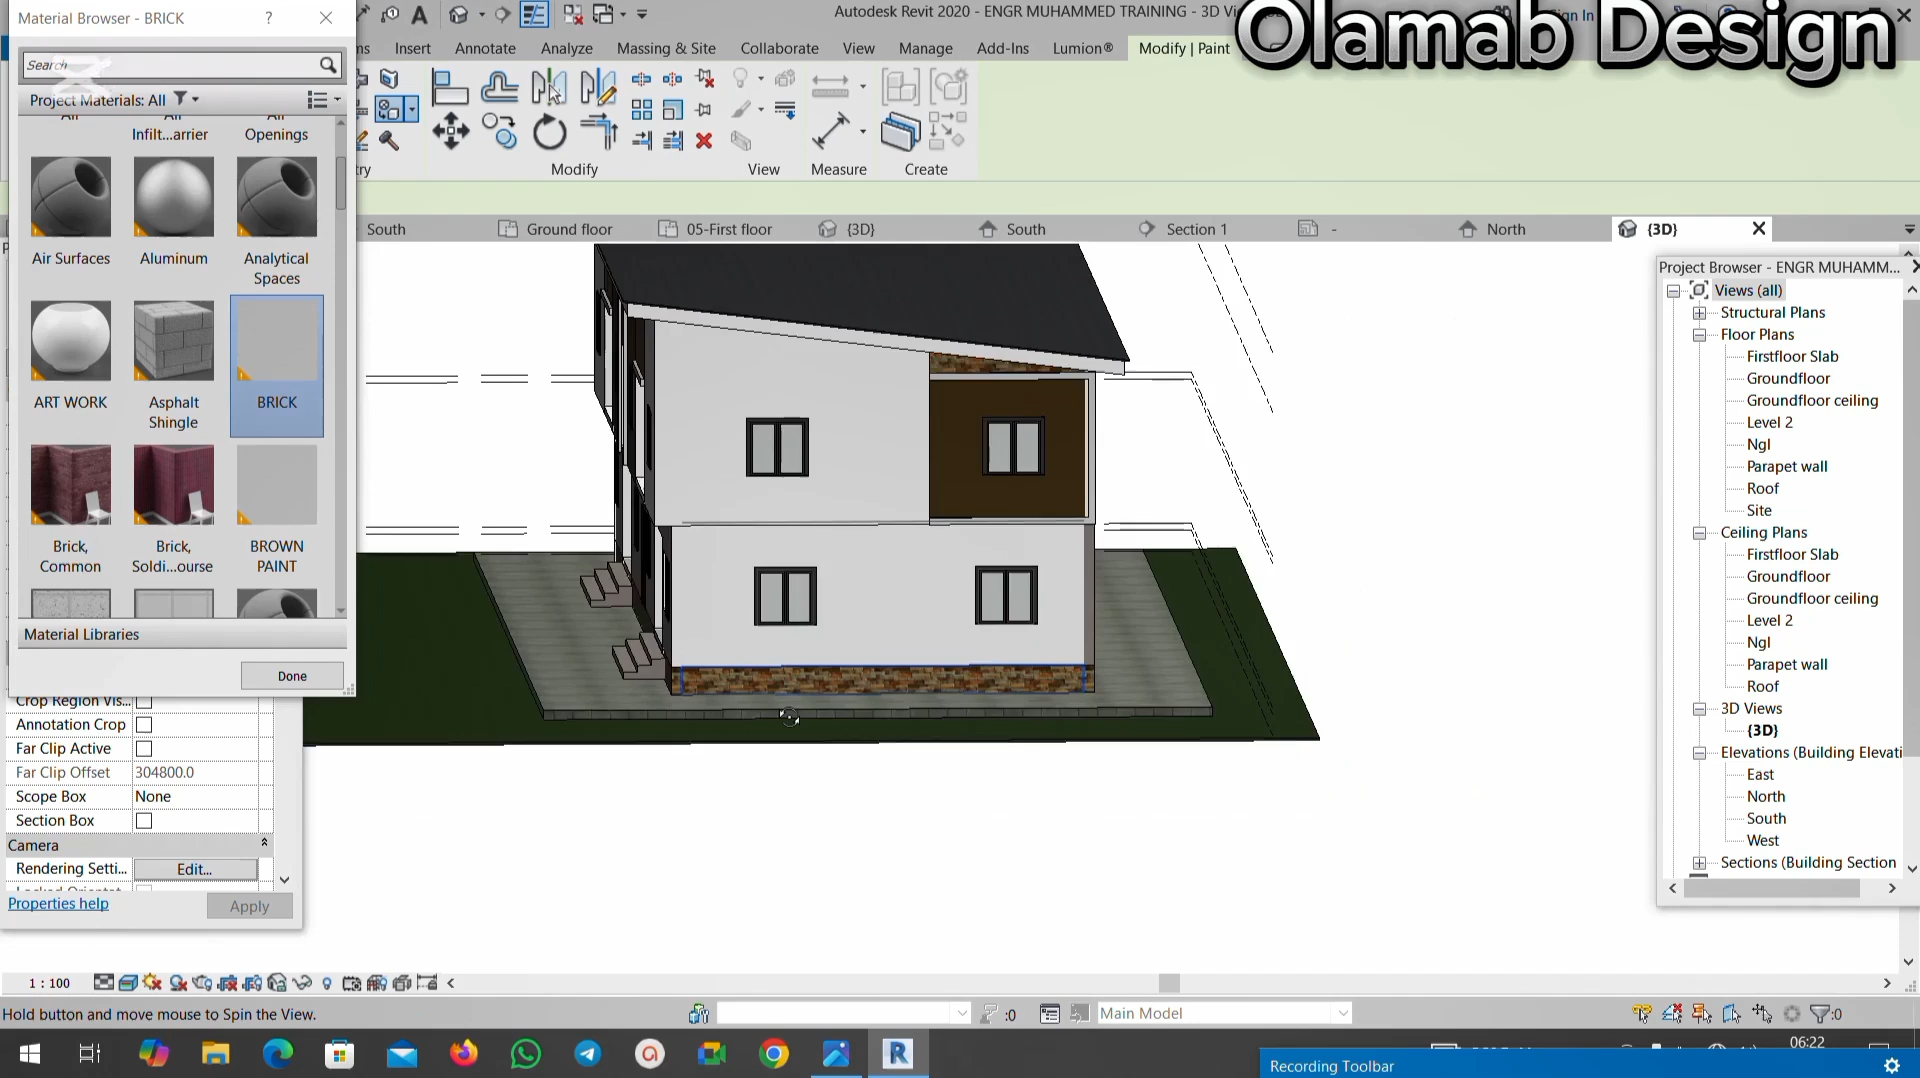 Material Browser - BRICK
?
Autodesk Revit 2020 - ENGR MUHAMMED TRAINING - 3D Vi
Sign In
Olamab Design
Insert
Annotate
Analyze
Massing & Site
Collaborate
View
Manage
Add-Ins
Lumion®
Modify | Paint
Search
Project Materials: All
Modify
View
Measure
Create
Infilt...arrier
Openings
Air Surfaces
Aluminum
Analytical
Spaces
South
Ground floor
05-First floor
{3D}
South
Section 1
-
North
{3D}
ART WORK
Asphalt
Shingle
BRICK
Brick,
Common
Brick,
Soldi...ourse
BROWN
PAINT
Material Libraries
Done
Crop Region Vis...
Annotation Crop
Far Clip Active
Far Clip Offset
304800.0
Scope Box
None
Section Box
Camera
Rendering Setti...
Edit...
Properties help
Apply
Project Browser - ENGR MUHAMM...
Views (all)
Structural Plans
Floor Plans
Firstfloor Slab
Groundfloor
Groundfloor ceiling
Level 2
Ngl
Parapet wall
Roof
Site
Ceiling Plans
Firstfloor Slab
Groundfloor
Groundfloor ceiling
Level 2
Ngl
Parapet wall
Roof
3D Views
{3D}
Elevations (Building Elevati
East
North
South
West
Sections (Building Section
1 : 100
Hold button and move mouse to Spin the View.
:0
Main Model
:0
06:22
Recording Toolbar